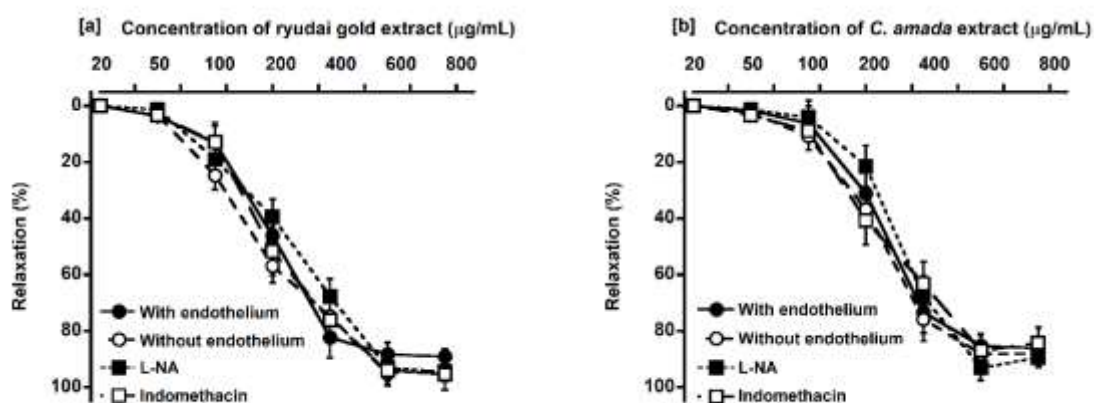 [a] Concentration of ryudai gold extract (µg/mL)
20 50 100 200 400 600 800
0
20
40
60
80
100
Relaxation (%)
With endothelium
Without endothelium
L-NA
Indomethacin
[b] Concentration of C. amada extract (µg/mL)
20 50 100 200 400 600 800
0
20
40
60
80
100
Relaxation (%)
With endothelium
Without endothelium
L-NA
Indomethacin